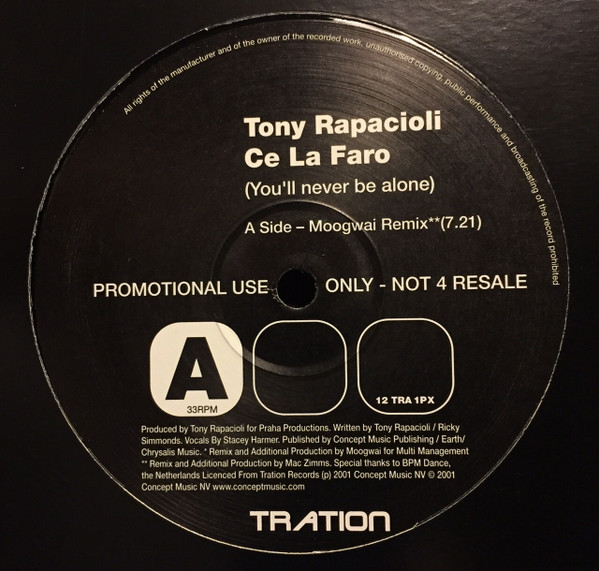 All rights of the manufacturer and of the owner of the recorded work, unauthorised copying, public performance and broadcasting of the record prohibited
Tony Rapacioli
Ce La Faro
(You'll never be alone)
A Side – Moogwai Remix**(7.21)
PROMOTIONAL USE ONLY - NOT 4 RESALE
A
33RPM
12 TRA 1PX
Produced by Tony Rapacioli for Praha Productions. Written by Tony Rapacioli / Ricky
Simmonds. Vocals By Stacey Harmer. Published by Concept Music Publishing / Earth/
Chrysalis Music. * Remix and Additional Production by Moogwai for Multi Management
** Remix and Additional Production by Mac Zimms. Special thanks to BPM Dance,
the Netherlands Licenced From Tration Records (p) 2001 Concept Music NV © 2001
Concept Music NV www.conceptmusic.com
TRATION